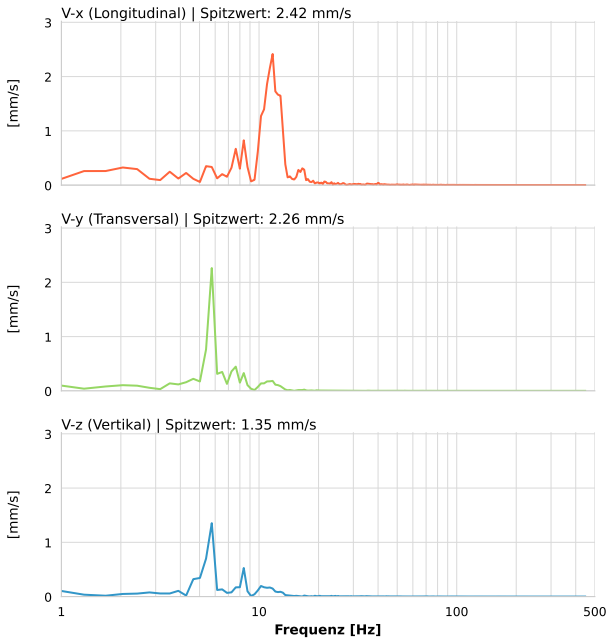 V-x (Longitudinal) | Spitzwert: 2.42 mm/s
3
2
1
0
[mm/s]
V-y (Transversal) | Spitzwert: 2.26 mm/s
3
2
1
0
[mm/s]
V-z (Vertikal) | Spitzwert: 1.35 mm/s
3
2
1
0
[mm/s]
1 10 100 500
Frequenz [Hz]